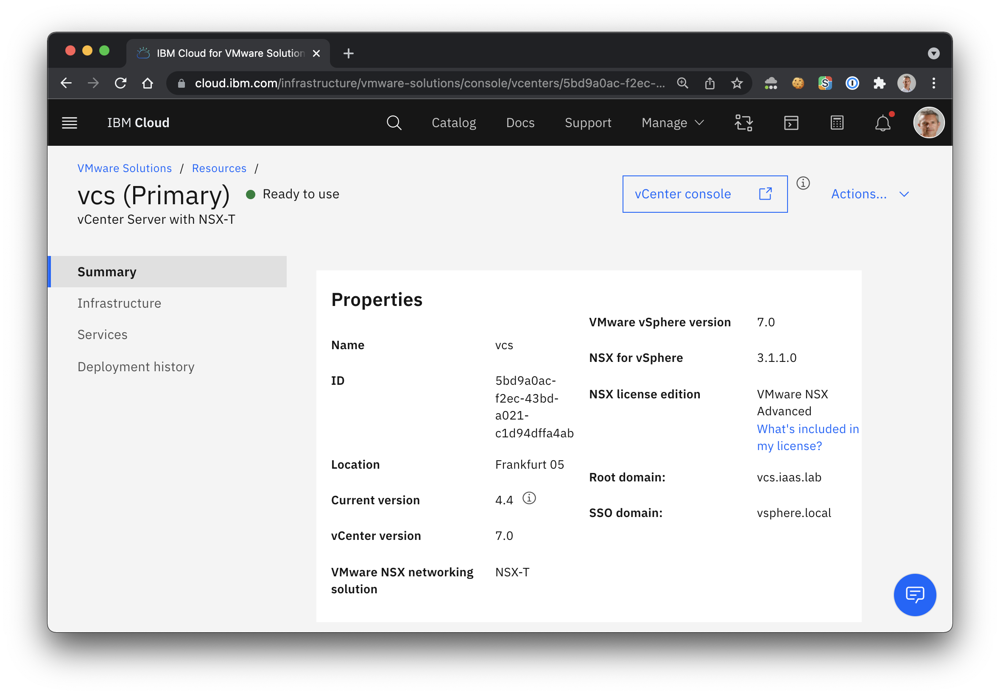 IBM Cloud for VMware Solution
cloud.ibm.com/infrastructure/vmware-solutions/console/vcenters/5bd9a0ac-f2ec-...
IBM Cloud
Catalog
Docs
Support
Manage
VMware Solutions / Resources /
vcs (Primary)
Ready to use
vCenter Server with NSX-T
vCenter console
Actions...
Summary
Infrastructure
Services
Deployment history
Properties
Name vcs
ID 5bd9a0ac-
f2ec-43bd-
a021-
c1d94dffa4ab
Location Frankfurt 05
Current version 4.4
vCenter version 7.0
VMware NSX networking NSX-T
solution
VMware vSphere version 7.0
NSX for vSphere 3.1.1.0
NSX license edition VMware NSX
Advanced
What's included in
my license?
Root domain: vcs.iaas.lab
SSO domain: vsphere.local